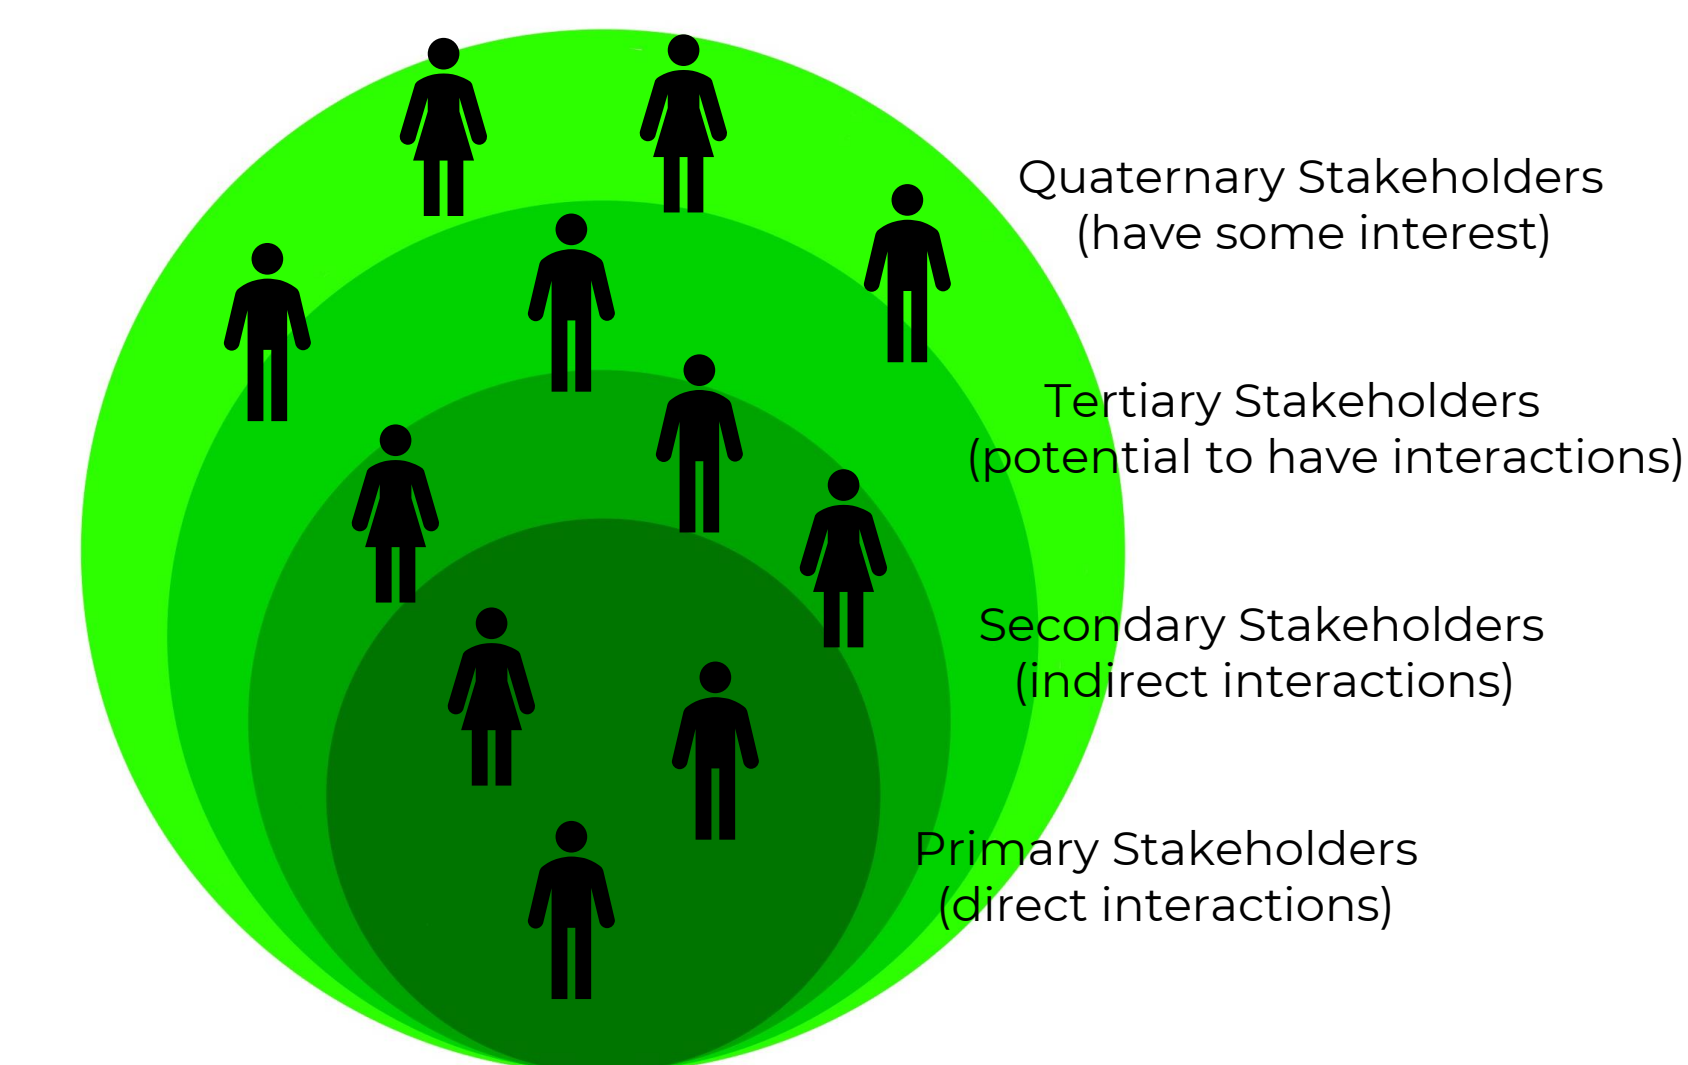 Quaternary Stakeholders
(have some interest)
Tertiary Stakeholders
(potential to have interactions)
Secondary Stakeholders
(indirect interactions)
Primary Stakeholders
(direct interactions)